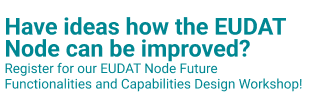 Have ideas how the EUDAT
Node can be improved?
Register for our EUDAT Node Future
Functionalities and Capabilities Design Workshop!